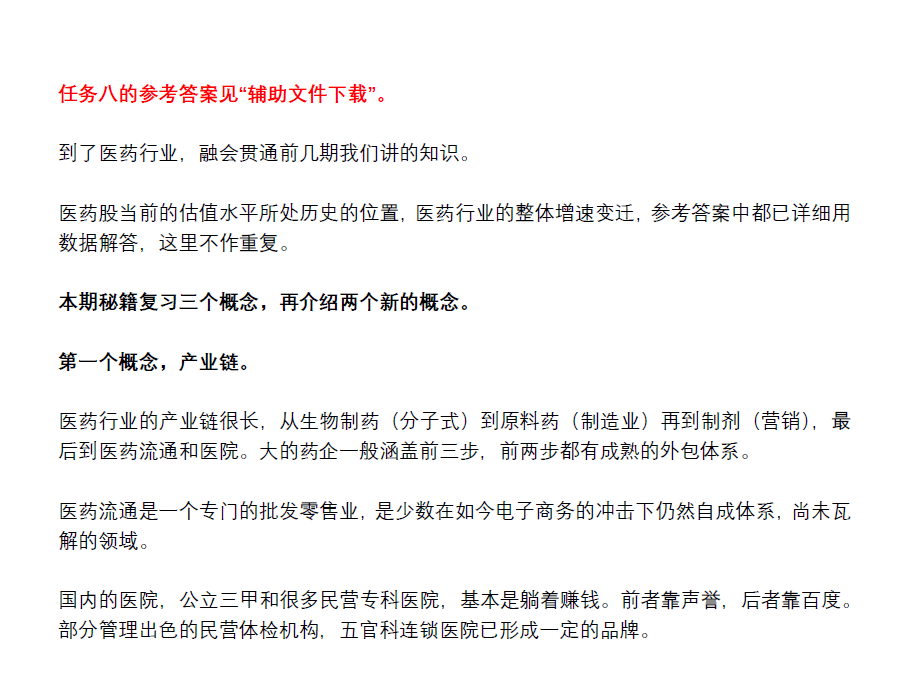 任务八的参考答案见“辅助文件下载”。
到了医药行业，融会贯通前几期我们讲的知识。
医药股当前的估值水平所处历史的位置，医药行业的整体增速变迁，参考答案中都已详细用
数据解答，这里不作重复。
本期秘籍复习三个概念，再介绍两个新的概念。
第一个概念，产业链。
医药行业的产业链很长，从生物制药（分子式）到原料药（制造业）再到制剂（营销），最
后到医药流通和医院。大的药企一般涵盖前三步，前两步都有成熟的外包体系。
医药流通是一个专门的批发零售业，是少数在如今电子商务的冲击下仍然自成体系，尚未瓦
解的领域。
国内的医院，公立三甲和很多民营专科医院，基本是躺着赚钱。前者靠声誉，后者靠百度。
部分管理出色的民营体检机构，五官科连锁医院已形成一定的品牌。